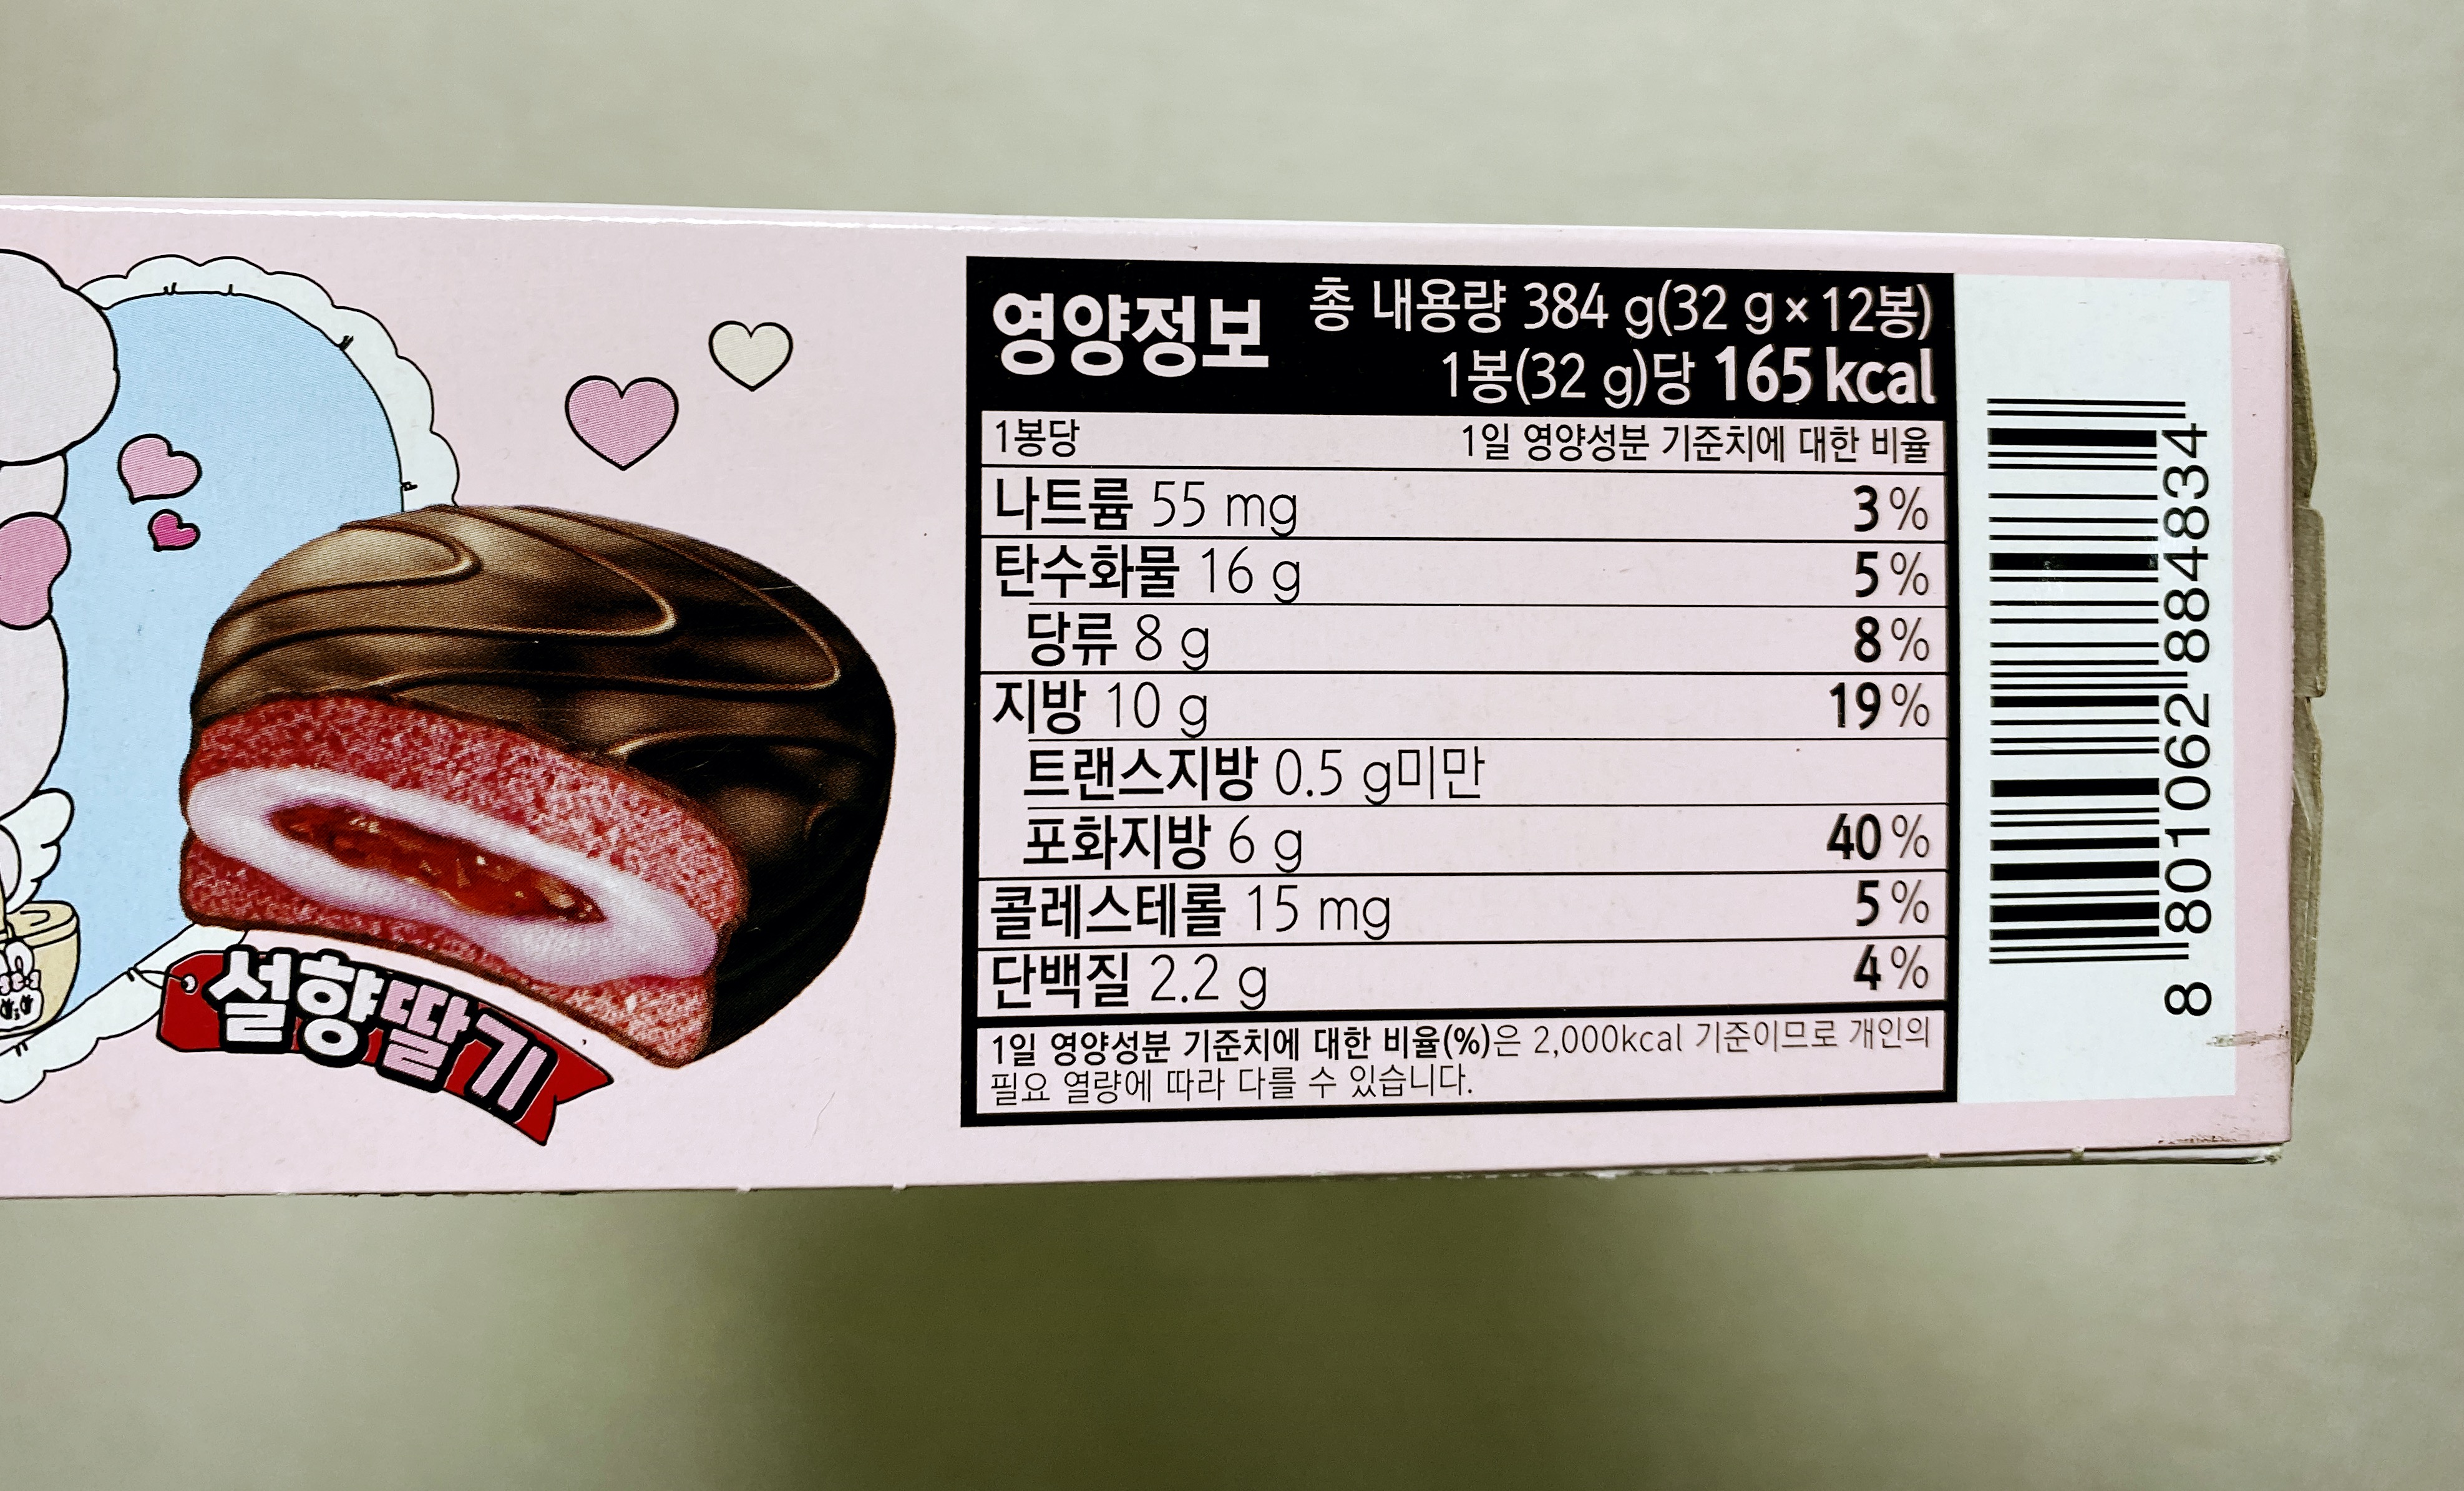 설향딸기
영양정보
총 내용량 384 g(32 g×12봉)
1봉(32 g)당 165 kcal
1봉당 1일 영양성분 기준치에 대한 비율
나트륨 55 mg 3%
탄수화물 16 g 5%
당류 8 g 8%
지방 10 g 19%
트랜스지방 0.5 g미만
포화지방 6 g 40%
콜레스테롤 15 mg 5%
단백질 2.2 g 4%
1일 영양성분 기준치에 대한 비율(%)은 2,000kcal 기준이므로 개인의
필요 열량에 따라 다를 수 있습니다.
8 801062 884834